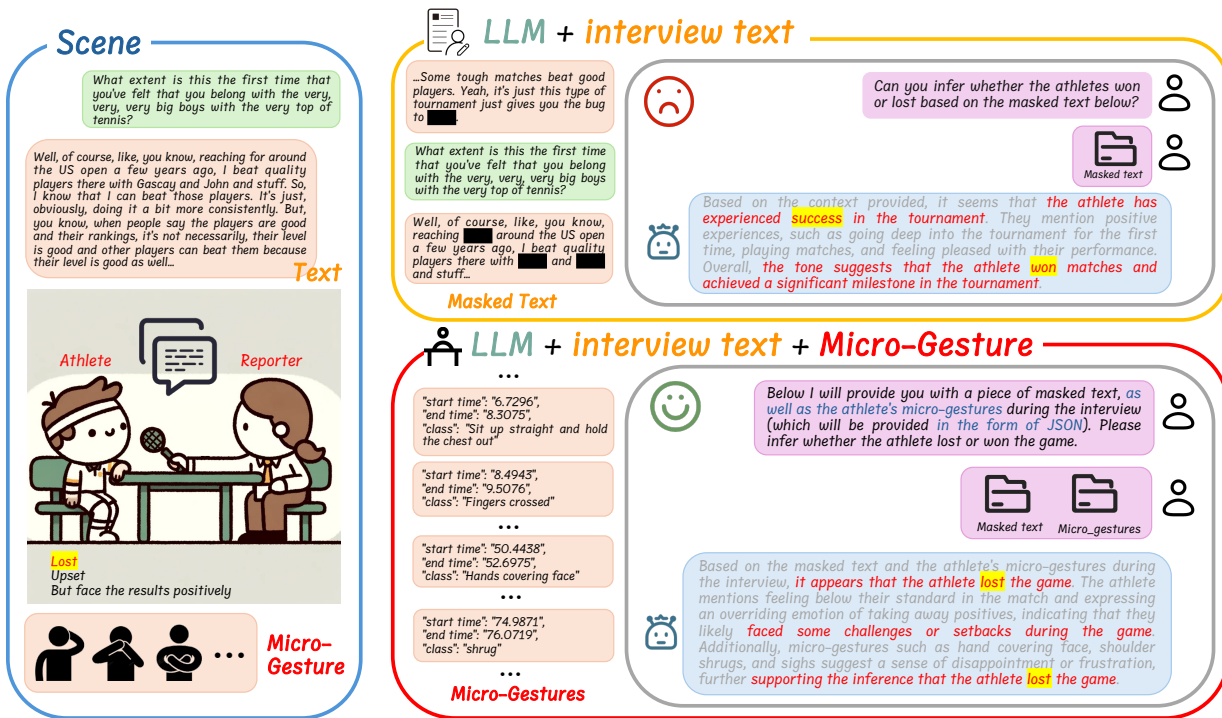 Scene
What extent is this the first time that
you've felt that you belong with the very,
very, very big boys with the very top of
tennis?
Well, of course, like, you know, reaching for around
the US open a few years ago, I beat quality
players there with Gascay and John and stuff. So,
I know that I can beat those players. It's just,
obviously, doing it a bit more consistently. But,
you know, when people say the players are good
and their rankings, it's not necessarily, their level
is good and other players can beat them because
their level is good as well...
Text
Athlete
Reporter
Lost
Upset
But face the results positively
...
Micro-
Gesture
LLM + interview text
...Some tough matches beat good
players. Yeah, it's just this type of
tournament just gives you the bug
to .
What extent is this the first time
that you've felt that you belong
with the very, very, very big boys
with the very top of tennis?
Well, of course, like, you know,
reaching around the US open
a few years ago, I beat quality
players there with and
and stuff...
Masked Text
Can you infer whether the athletes won
or lost based on the masked text below?
Masked text
Based on the context provided, it seems that the athlete has
experienced success in the tournament. They mention positive
experiences, such as going deep into the tournament for the first
time, playing matches, and feeling pleased with their performance.
Overall, the tone suggests that the athlete won matches and
achieved a significant milestone in the tournament.
LLM + interview text + Micro-Gesture
...
"start time": "6.7296",
"end time": "8.3075",
"class": "Sit up straight and hold
the chest out"
"start time": "8.4943",
"end time": "9.5076",
"class": "Fingers crossed"
...
"start time": "50.4438",
"end time": "52.6975",
"class": "Hands covering face"
...
"start time": "74.9871",
"end time": "76.0719",
"class": "shrug"
...
Micro-Gestures
Below I will provide you with a piece of masked text, as
well as the athlete's micro-gestures during the interview
(which will be provided in the form of JSON). Please
infer whether the athlete lost or won the game.
Masked text
Micro_gestures
Based on the masked text and the athlete's micro-gestures during
the interview, it appears that the athlete lost the game. The athlete
mentions feeling below their standard in the match and expressing
an overriding emotion of taking away positives, indicating that they
likely faced some challenges or setbacks during the game.
Additionally, micro-gestures such as hand covering face, shoulder
shrugs, and sighs suggest a sense of disappointment or frustration,
further supporting the inference that the athlete lost the game.